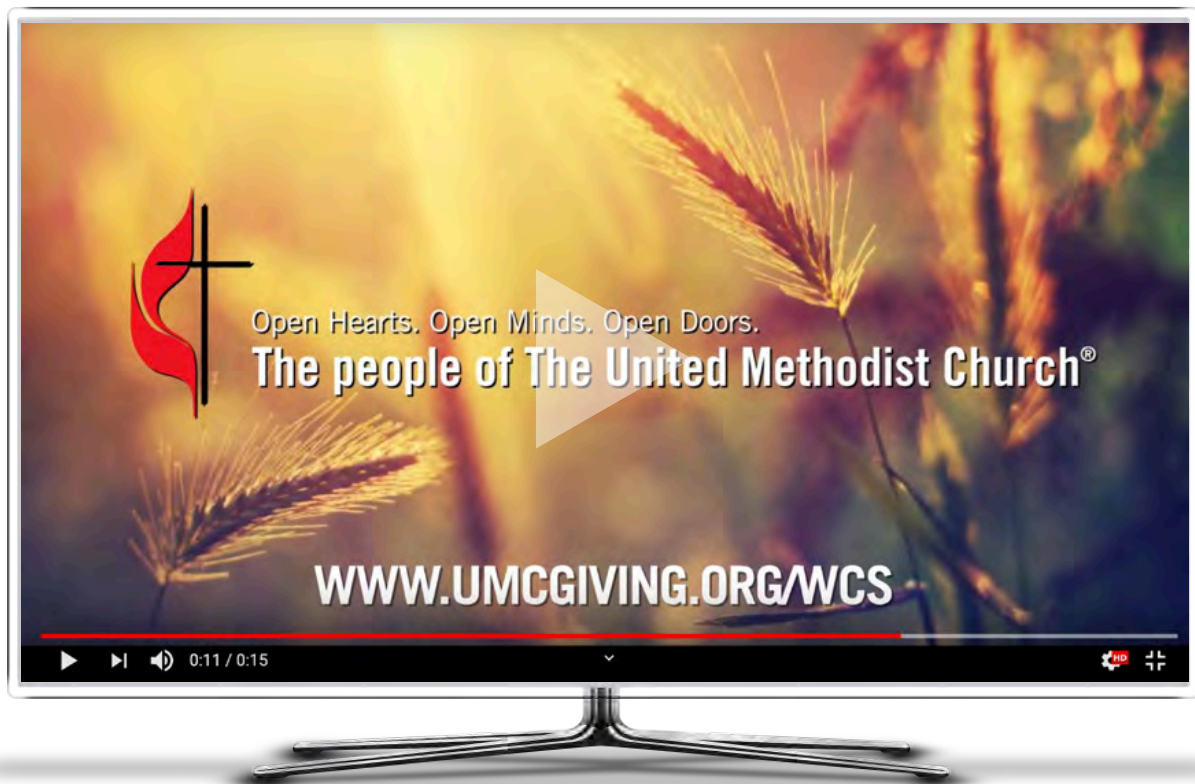 Open Hearts. Open Minds. Open Doors.
The people of The United Methodist Church®
WWW.UMCGIVING.ORG/WCS
0:11 / 0:15
HD